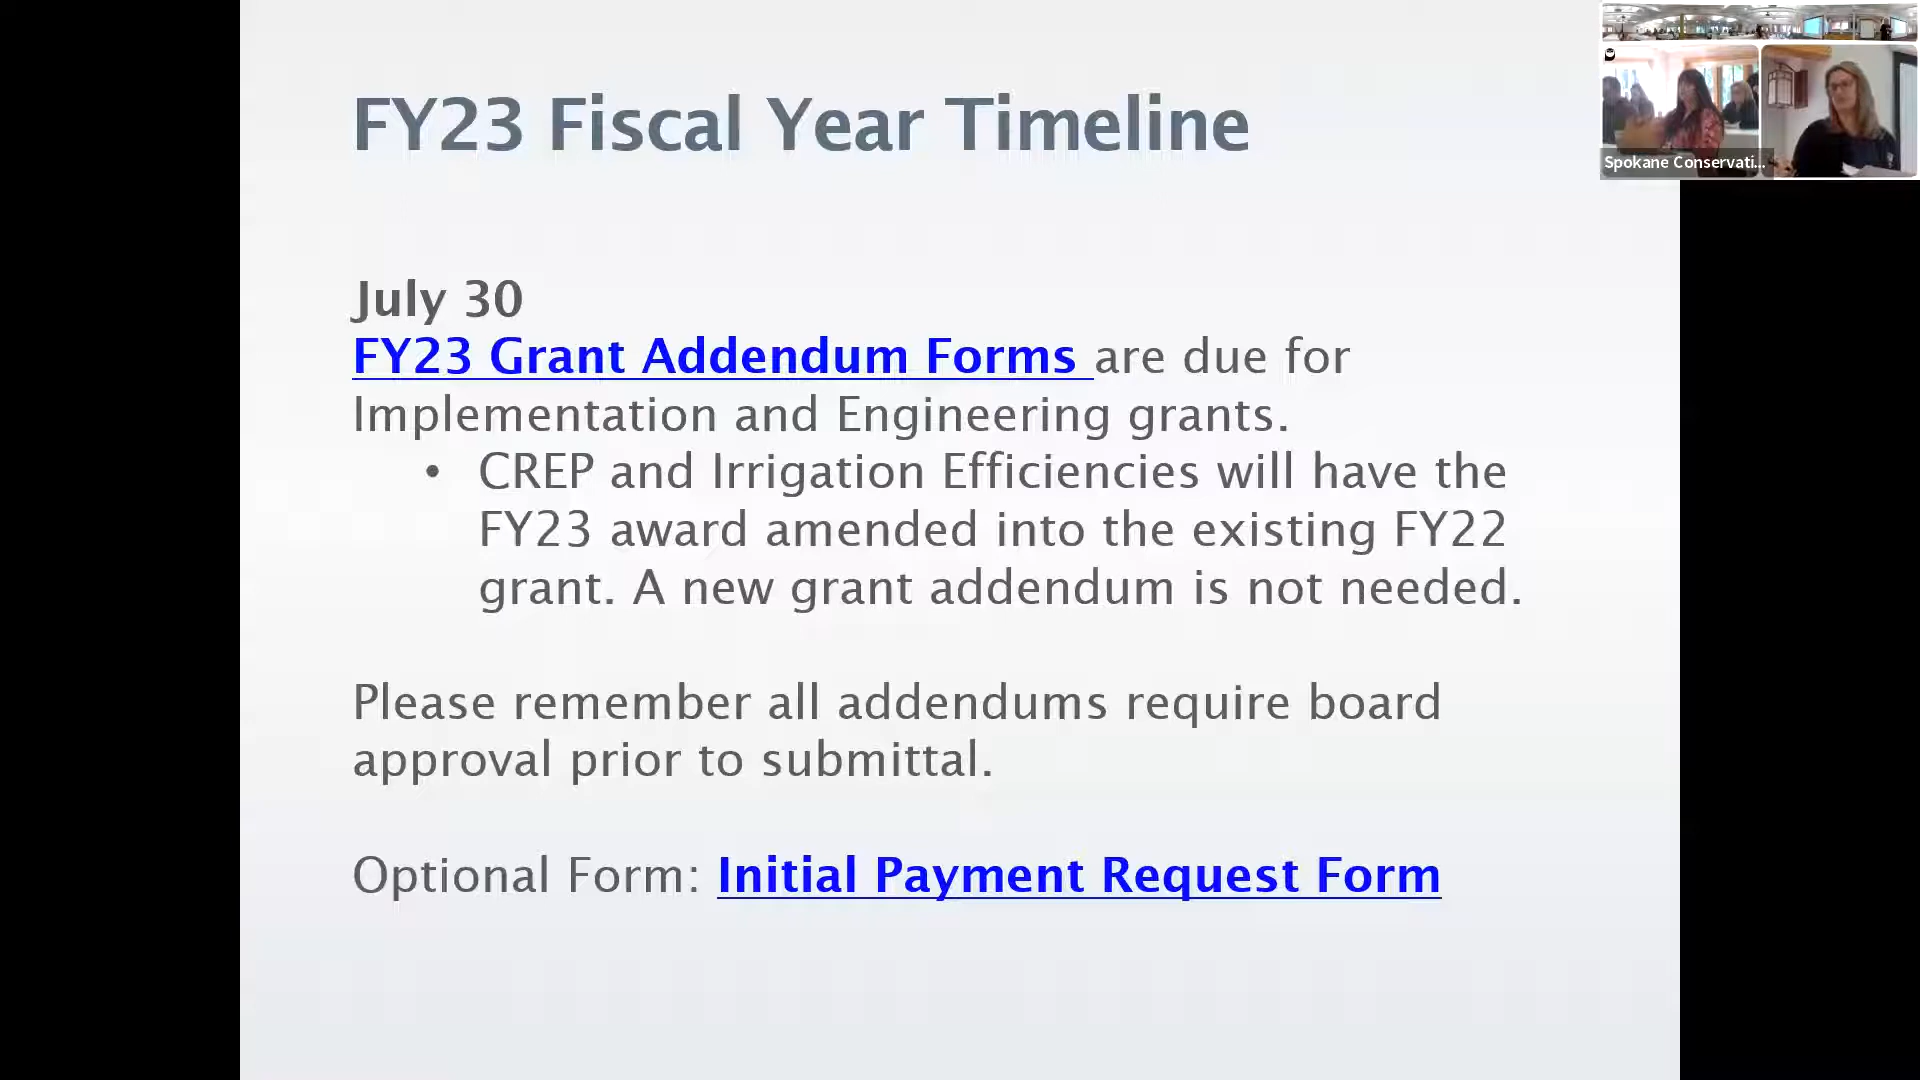 FY23 Fiscal Year Timeline
Spokane Conservati...
July 30
FY23 Grant Addendum Forms are due for
Implementation and Engineering grants.
• CREP and Irrigation Efficiencies will have the
FY23 award amended into the existing FY22
grant. A new grant addendum is not needed.
Please remember all addendums require board
approval prior to submittal.
Optional Form: Initial Payment Request Form